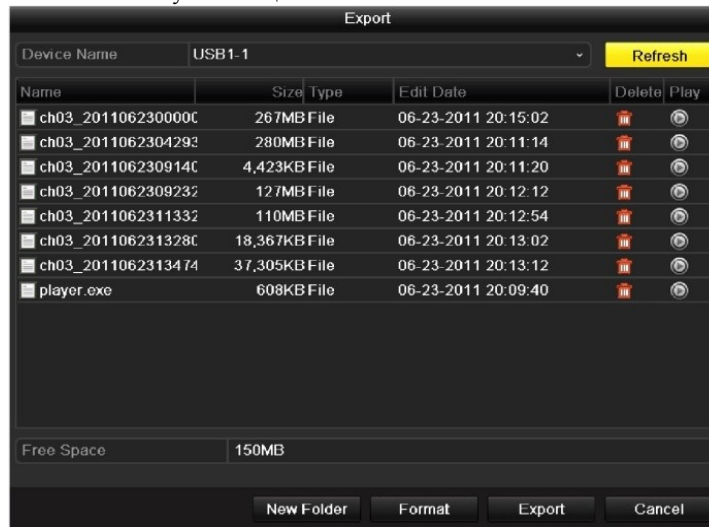 Export
Device Name USB1-1 Refresh
Name Size Type Edit Date Delete Play
ch03_2011062300000 267MB File 06-23-2011 20:15:02
ch03_2011062304293 280MB File 06-23-2011 20:11:14
ch03_2011062309140 4,423KB File 06-23-2011 20:11:20
ch03_2011062309232 127MB File 06-23-2011 20:12:12
ch03_2011062311332 110MB File 06-23-2011 20:12:54
ch03_2011062313280 18,367KB File 06-23-2011 20:13:02
ch03_2011062313474 37,305KB File 06-23-2011 20:13:12
player.exe 608KB File 06-23-2011 20:09:40
Free Space 150MB
New Folder Format Export Cancel